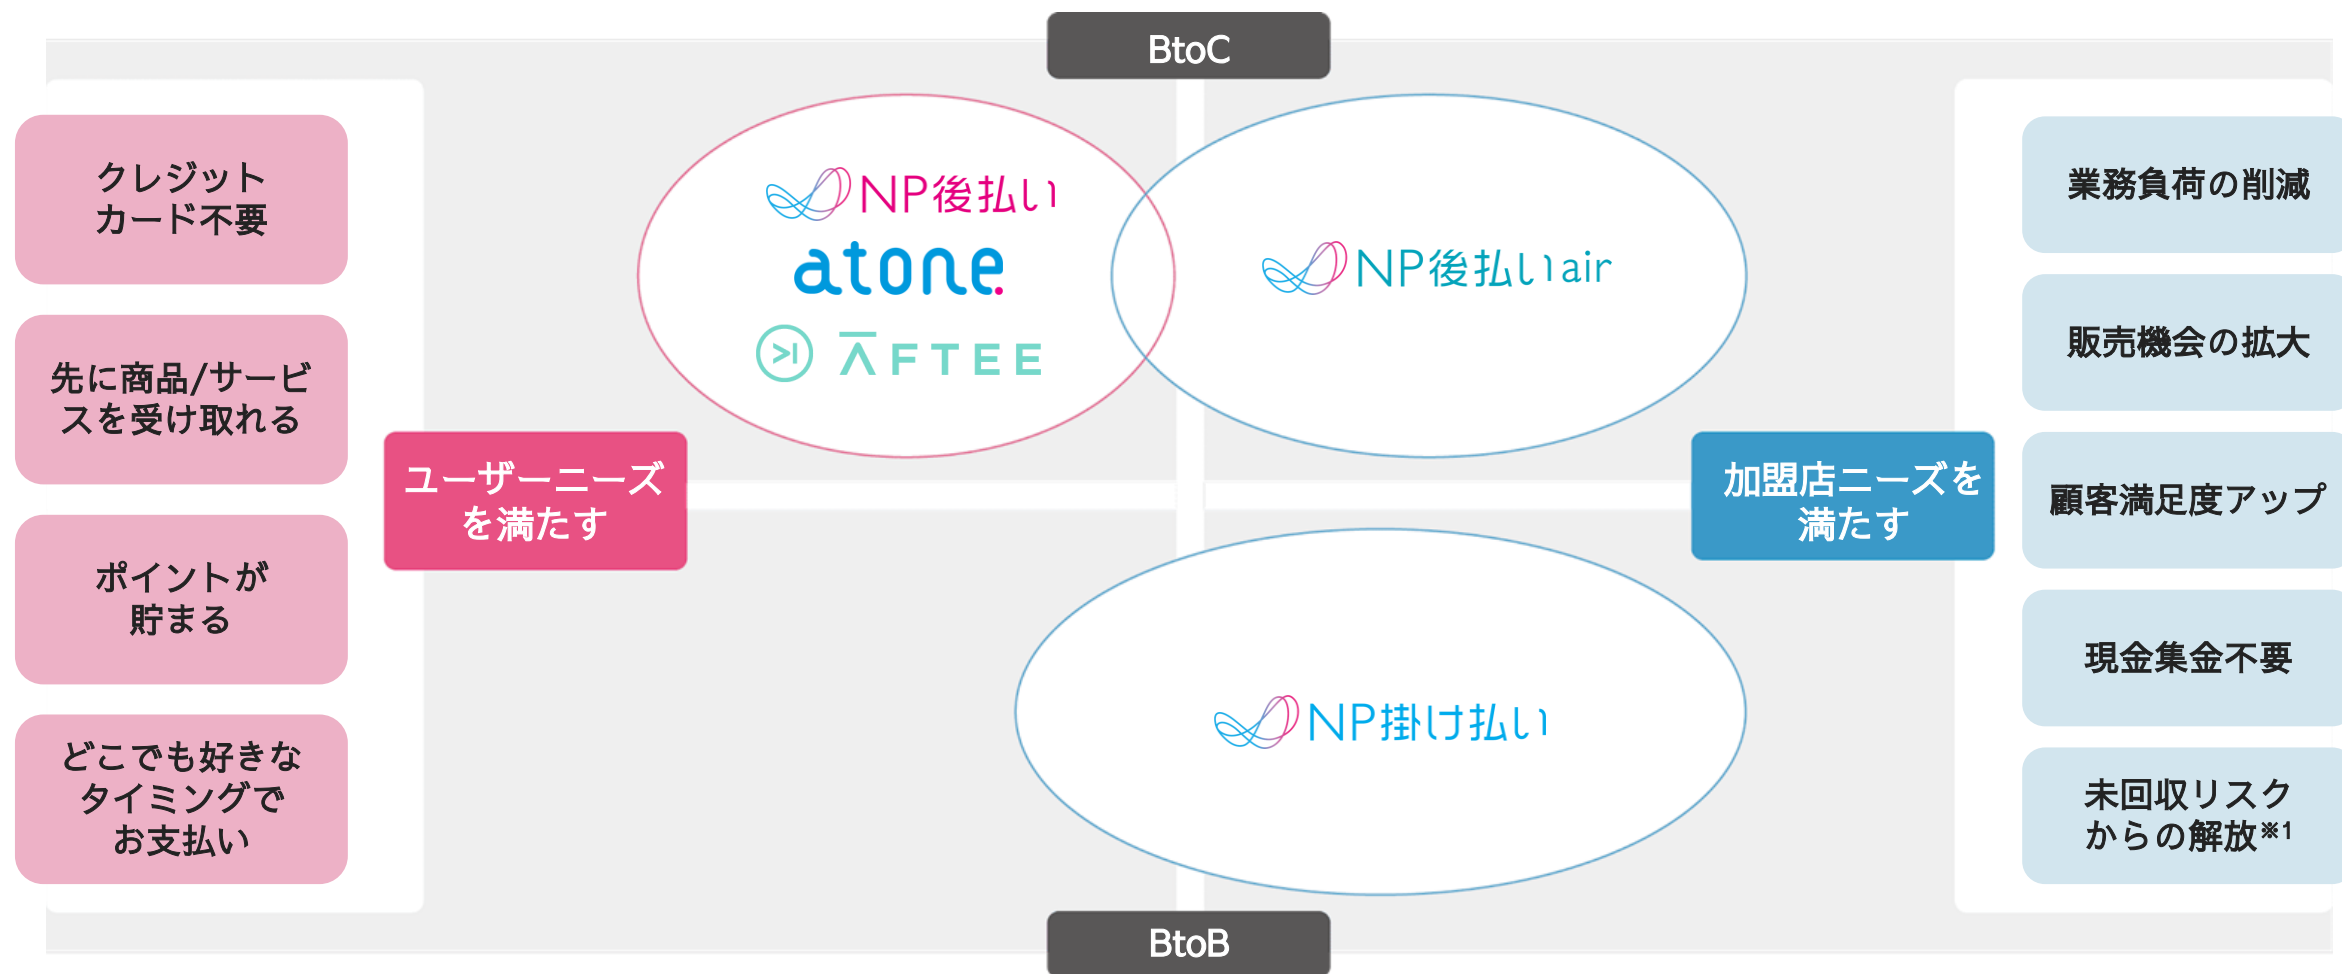 BtoC
クレジット
カード不要
先に商品/サービ
スを受け取れる
ポイントが
貯まる
どこでも好きな
タイミングで
お支払い
ユーザーニーズ
を満たす
NP後払い
atone.
AFTEE
NP後払いair
NP掛け払い
加盟店ニーズを
満たす
業務負荷の削減
販売機会の拡大
顧客満足度アップ
現金集金不要
未回収リスク
からの解放※1
BtoB